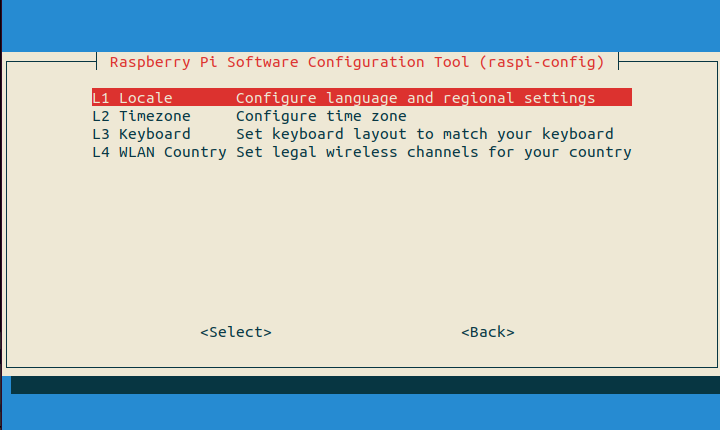 Raspberry Pi Software Configuration Tool (raspi-config)
L1 Locale Configure language and regional settings
L2 Timezone Configure time zone
L3 Keyboard Set keyboard layout to match your keyboard
L4 WLAN Country Set legal wireless channels for your country
<Select> <Back>